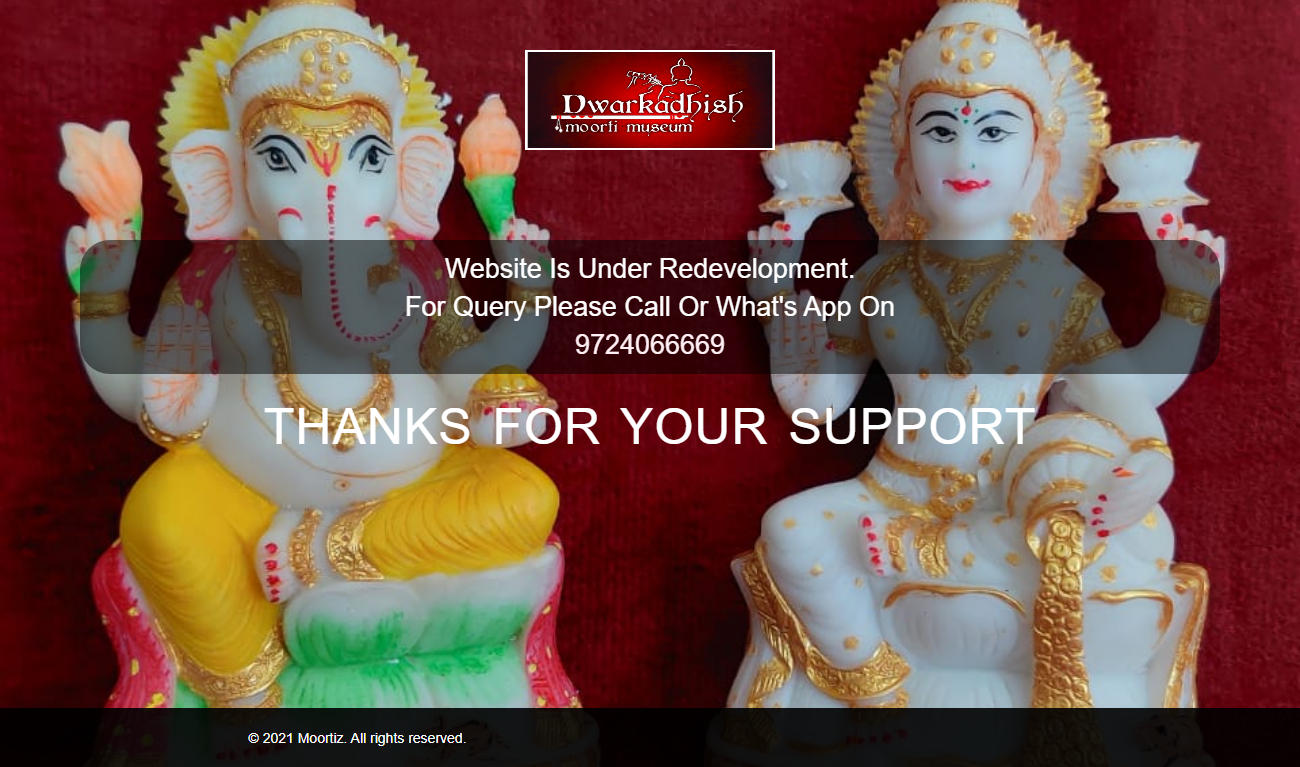 Dwarkadhish
moorti museum
Website Is Under Redevelopment.
For Query Please Call Or What's App On
9724066669
THANKS FOR YOUR SUPPORT
© 2021 Moortiz. All rights reserved.